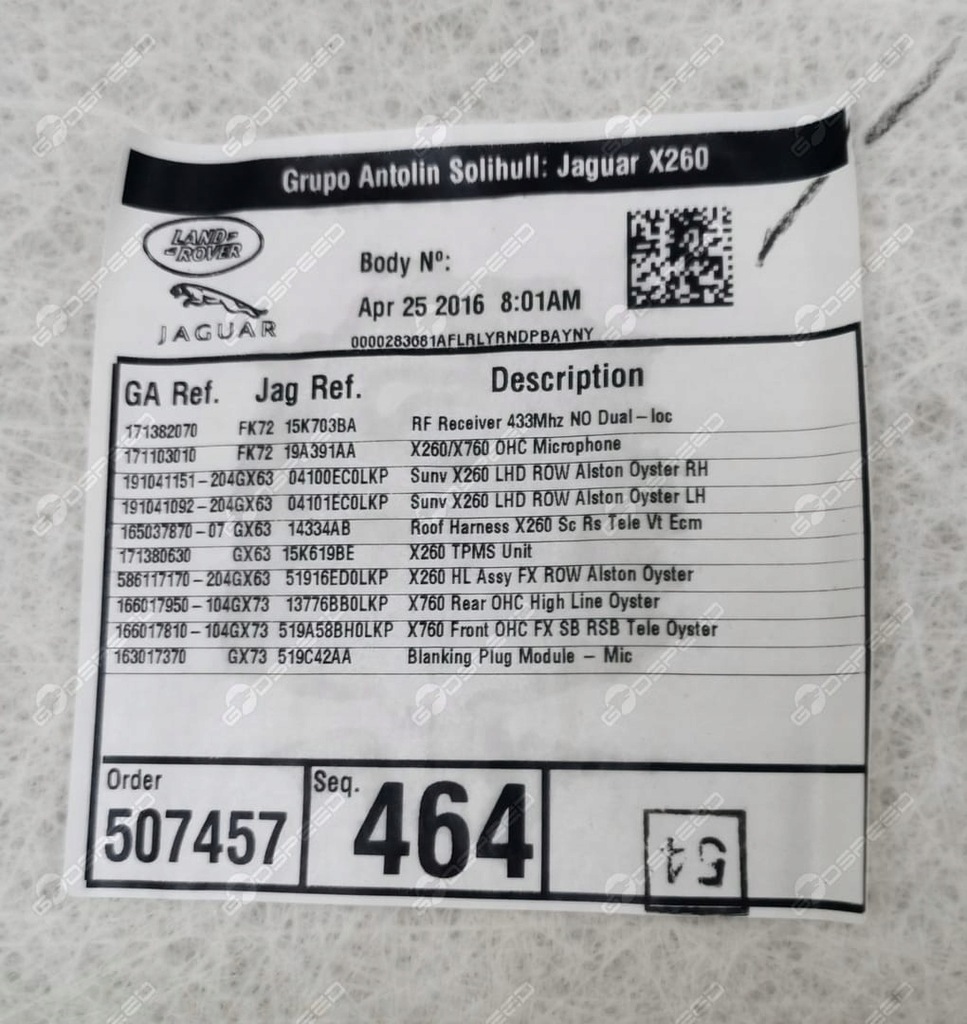 Grupo Antolin Solihull: Jaguar X260
LAND-
-ROVER
JAGUAR
Body Nº:
Apr 25 2016 8:01AM
0000283681AFLRLYRNDPBAYNY
GA Ref. Jag Ref. Description
171382070 FK72 15K703BA RF Receiver 433Mhz NO Dual-loc
171103010 FK72 19A391AA X260/X760 OHC Microphone
191041151-204GX63 04100EC0LKP Sunv X260 LHD ROW Alston Oyster RH
191041092-204GX63 04101EC0LKP Sunv X260 LHD ROW Alston Oyster LH
165037870-07 GX63 14334AB Roof Harness X260 Sc Rs Tele Vt Ecm
171380630 GX63 15K619BE X260 TPMS Unit
586117170-204GX63 51916ED0LKP X260 HL Assy FX ROW Alston Oyster
166017950-104GX73 13776BB0LKP X760 Rear OHC High Line Oyster
166017810-104GX73 519A58BH0LKP X760 Front OHC FX SB RSB Tele Oyster
163017370 GX73 519C42AA Blanking Plug Module - Mic
Order
507457
Seq.
464
GODSPEED